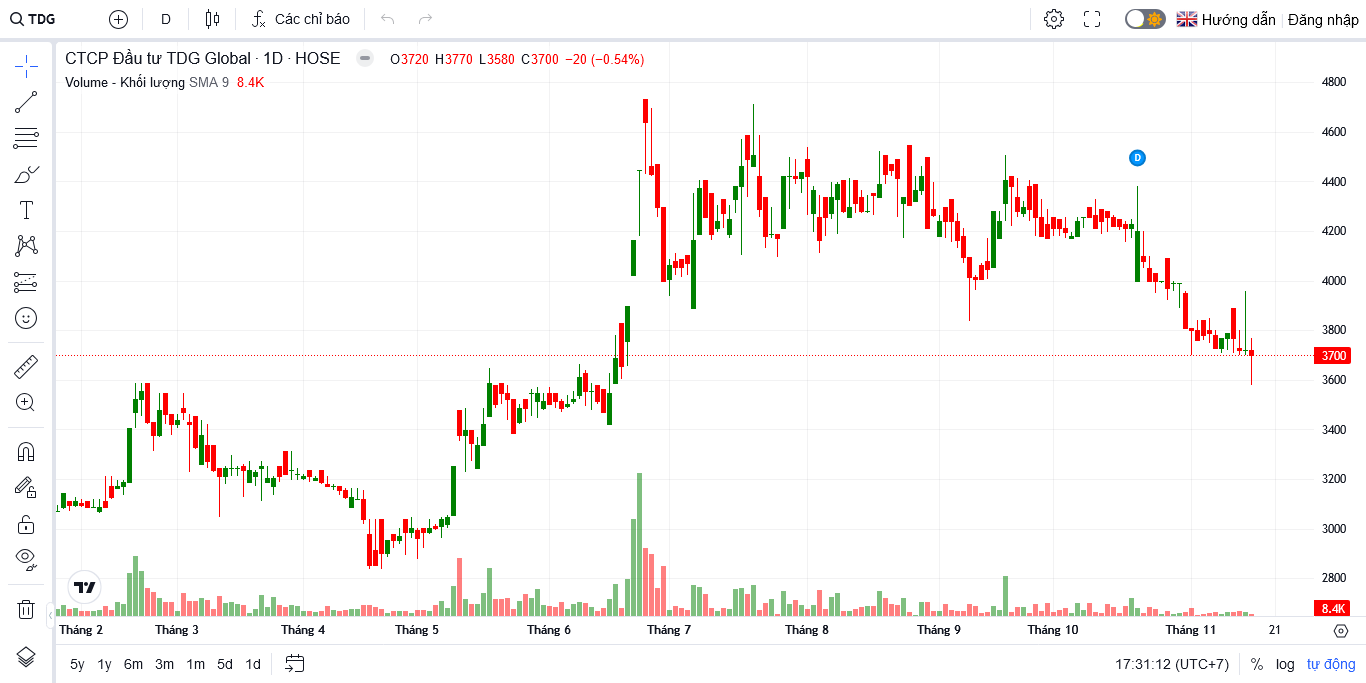 TDG D Các chỉ báo Hướng dẫn Đăng nhập
CTCP Đầu tư TDG Global · 1D · HOSE O3720 H3770 L3580 C3700 −20 (−0.54%)
Volume - Khối lượng SMA 9 8.4K
4800
4600
D
4400
4200
4000
3800
3700
3600
3400
3200
3000
2800
8.4K
Tháng 2 Tháng 3 Tháng 4 Tháng 5 Tháng 6 Tháng 7 Tháng 8 Tháng 9 Tháng 10 Tháng 11 21
5y 1y 6m 3m 1m 5d 1d 17:31:12 (UTC+7) % log tự động